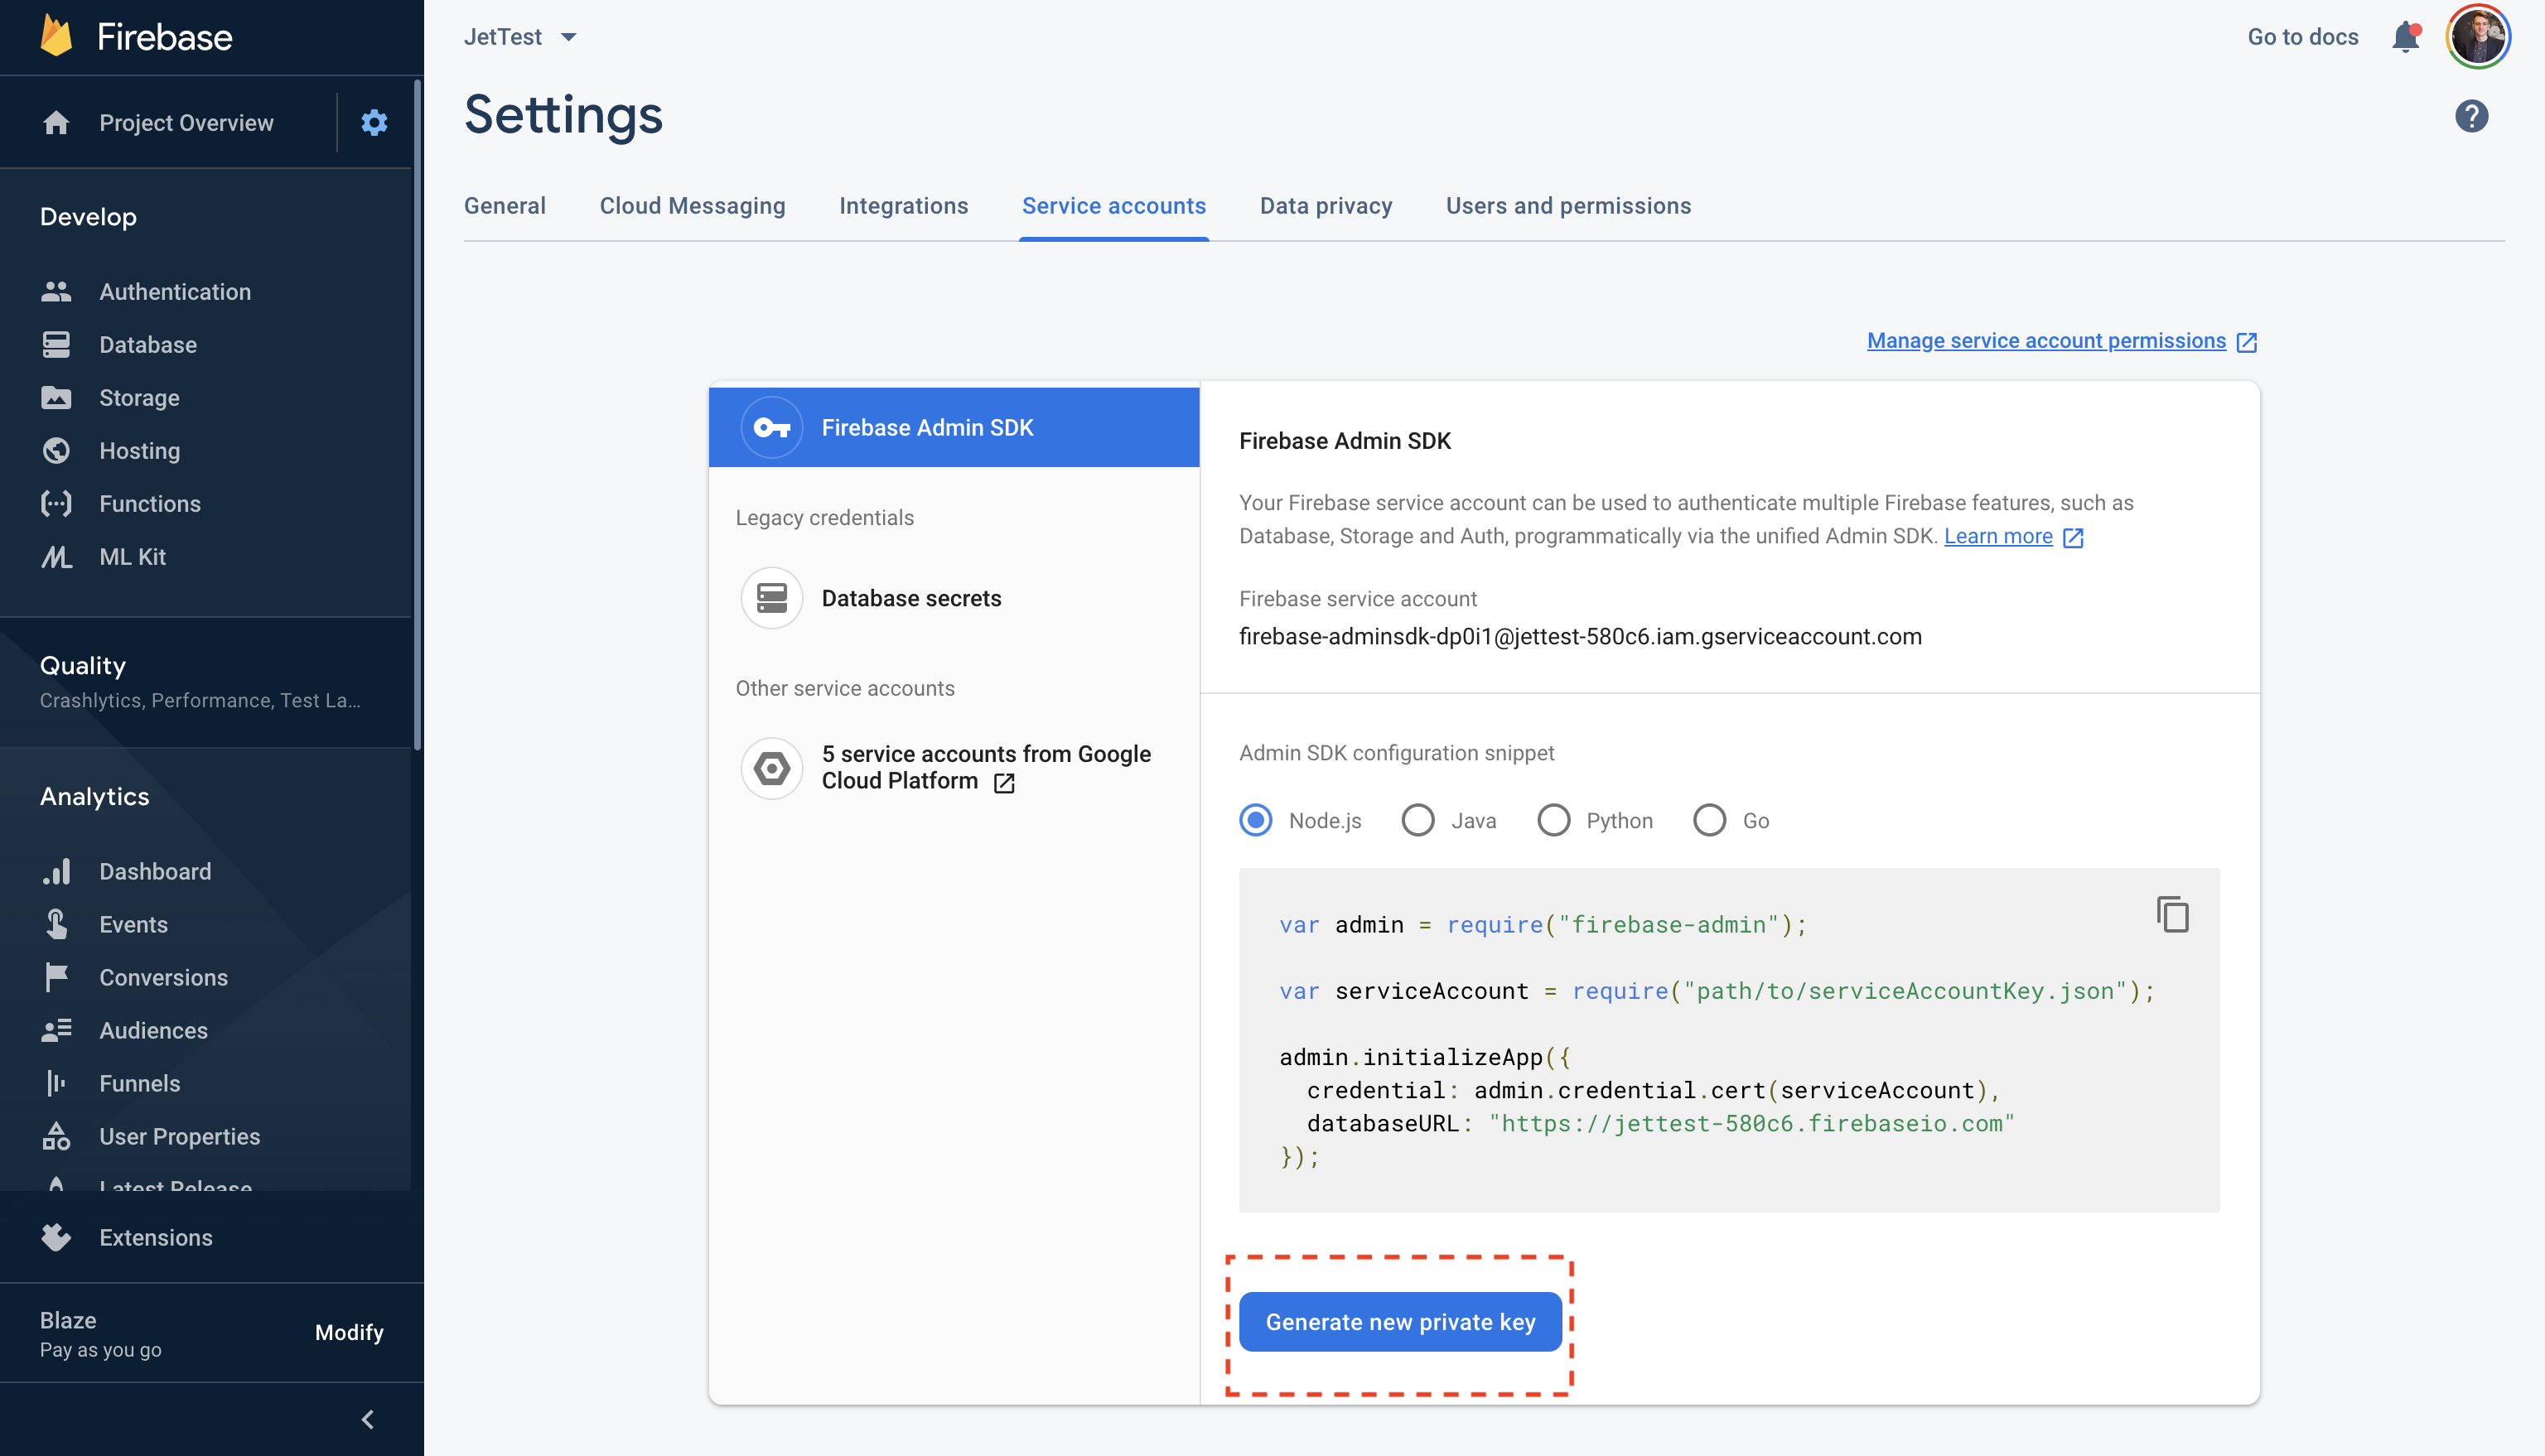 Firebase
Project Overview
Develop
Authentication
Database
Storage
Hosting
Functions
ML Kit
Quality
Crashlytics, Performance, Test La...
Analytics
Dashboard
Events
Conversions
Audiences
Funnels
User Properties
Latest Release
Extensions
Blaze
Pay as you go
Modify
JetTest
Go to docs
Settings
General
Cloud Messaging
Integrations
Service accounts
Data privacy
Users and permissions
Manage service account permissions
Firebase Admin SDK
Legacy credentials
Database secrets
Other service accounts
5 service accounts from Google
Cloud Platform
Firebase Admin SDK
Your Firebase service account can be used to authenticate multiple Firebase features, such as
Database, Storage and Auth, programmatically via the unified Admin SDK. Learn more
Firebase service account
firebase-adminsdk-dp0i1@jettest-580c6.iam.gserviceaccount.com
Admin SDK configuration snippet
Node.js
Java
Python
Go
var admin = require("firebase-admin");
var serviceAccount = require("path/to/serviceAccountKey.json");
admin.initializeApp({
credential: admin.credential.cert(serviceAccount),
databaseURL: "https://jettest-580c6.firebaseio.com"
});
Generate new private key